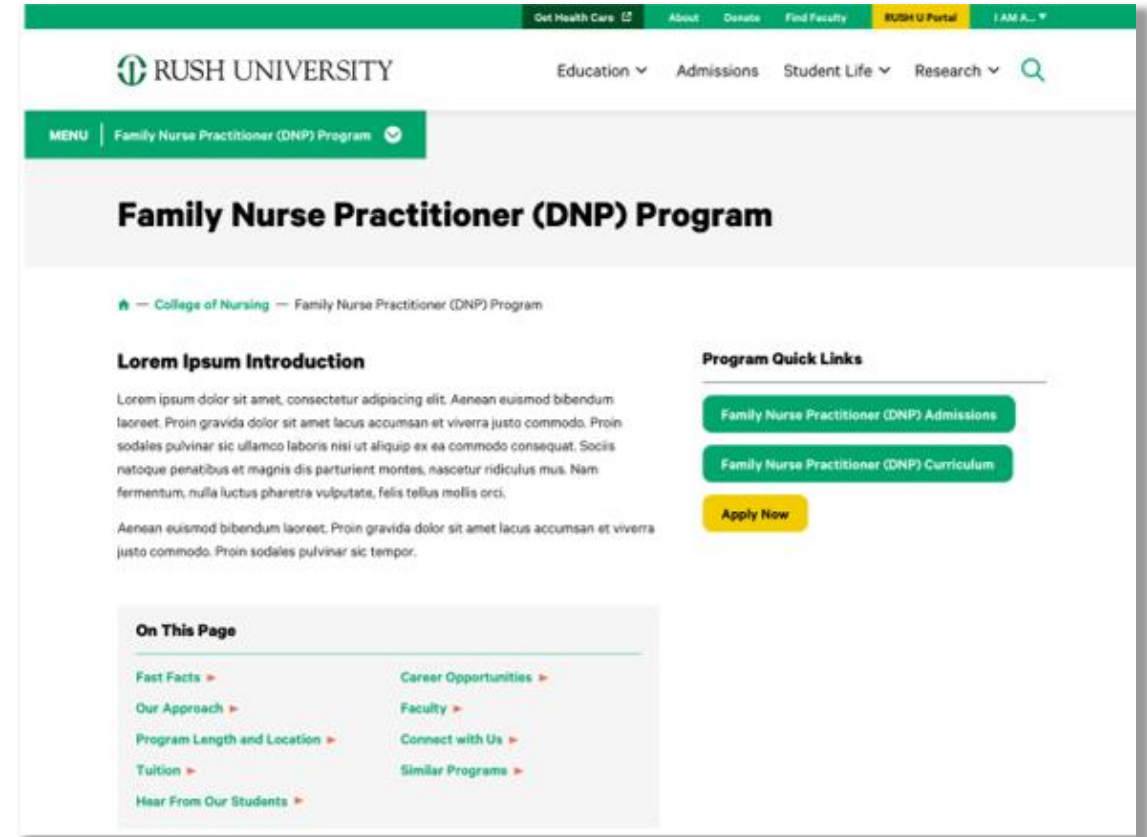 Get Health Care About Donate Find Faculty RUSH U Portal I AM A...
RUSH UNIVERSITY
Education Admissions Student Life Research
MENU Family Nurse Practitioner (DNP) Program
Family Nurse Practitioner (DNP) Program
— College of Nursing — Family Nurse Practitioner (DNP) Program
Lorem Ipsum Introduction
Lorem ipsum dolor sit amet, consectetur adipiscing elit. Aenean euismod bibendum
laoreet. Proin gravida dolor sit amet lacus accumsan et viverra justo commodo. Proin
sodales pulvinar sic ullamco laboris nisi ut aliquip ex ea commodo consequat. Sociis
natoque penatibus et magnis dis parturient montes, nascetur ridiculus mus. Nam
fermentum, nulla luctus pharetra vulputate, felis tellus mollis orci.
Aenean euismod bibendum laoreet. Proin gravida dolor sit amet lacus accumsan et viverra
justo commodo. Proin sodales pulvinar sic tempor.
Program Quick Links
Family Nurse Practitioner (DNP) Admissions
Family Nurse Practitioner (DNP) Curriculum
Apply Now
On This Page
Fast Facts
Our Approach
Program Length and Location
Tuition
Hear From Our Students
Career Opportunities
Faculty
Connect with Us
Similar Programs